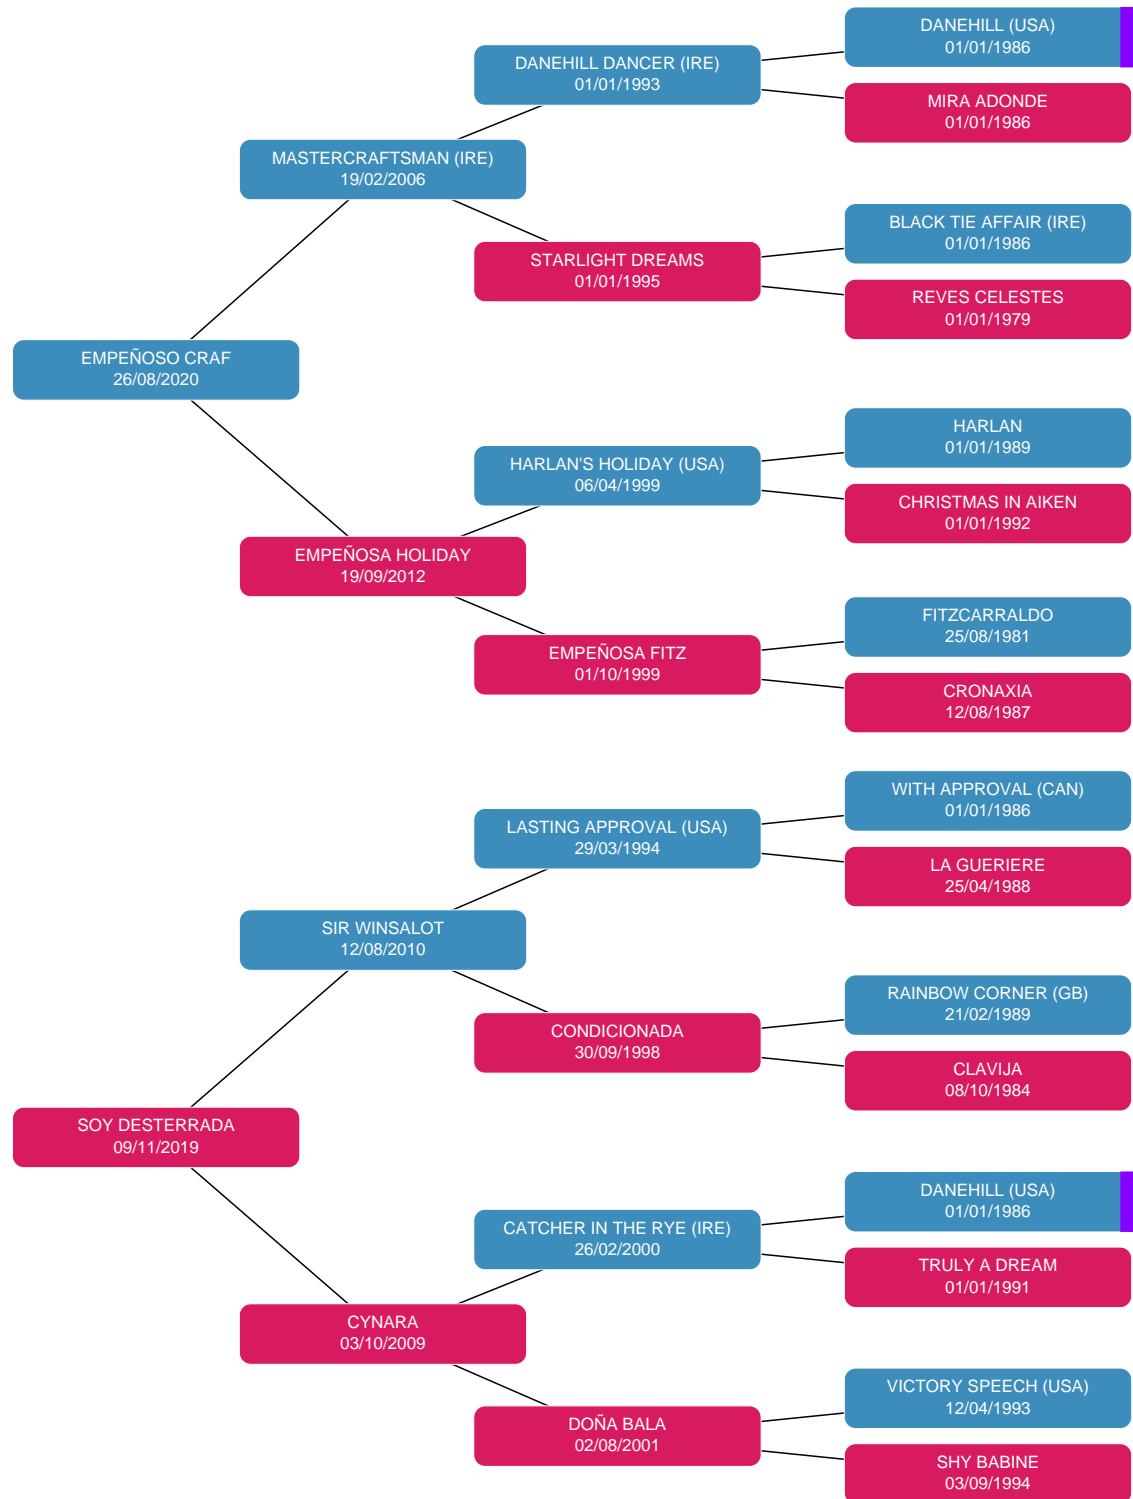 DANEHILL (USA)
01/01/1986
DANEHILL DANCER (IRE)
01/01/1993
MIRA ADONDE
01/01/1986
MASTERCRAFTSMAN (IRE)
19/02/2006
BLACK TIE AFFAIR (IRE)
01/01/1986
STARLIGHT DREAMS
01/01/1995
REVES CELESTES
01/01/1979
EMPEÑOSO CRAF
26/08/2020
HARLAN
01/01/1989
HARLAN'S HOLIDAY (USA)
06/04/1999
CHRISTMAS IN AIKEN
01/01/1992
EMPEÑOSA HOLIDAY
19/09/2012
FITZCARRALDO
25/08/1981
EMPEÑOSA FITZ
01/10/1999
CRONAXIA
12/08/1987
WITH APPROVAL (CAN)
01/01/1986
LASTING APPROVAL (USA)
29/03/1994
LA GUERIERE
25/04/1988
SIR WINSALOT
12/08/2010
RAINBOW CORNER (GB)
21/02/1989
CONDICIONADA
30/09/1998
CLAVIJA
08/10/1984
SOY DESTERRADA
09/11/2019
DANEHILL (USA)
01/01/1986
CATCHER IN THE RYE (IRE)
26/02/2000
TRULY A DREAM
01/01/1991
CYNARA
03/10/2009
VICTORY SPEECH (USA)
12/04/1993
DOÑA BALA
02/08/2001
SHY BABINE
03/09/1994